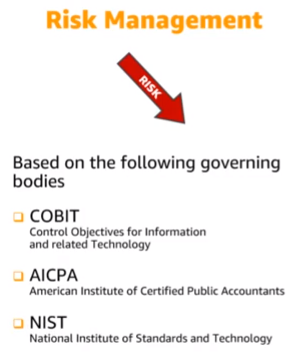 Risk Management
RISK
Based on the following governing
bodies
COBIT
Control Objectives for Information
and related Technology
AICPA
American Institute of Certified Public Accountants
NIST
National Institute of Standards and Technology